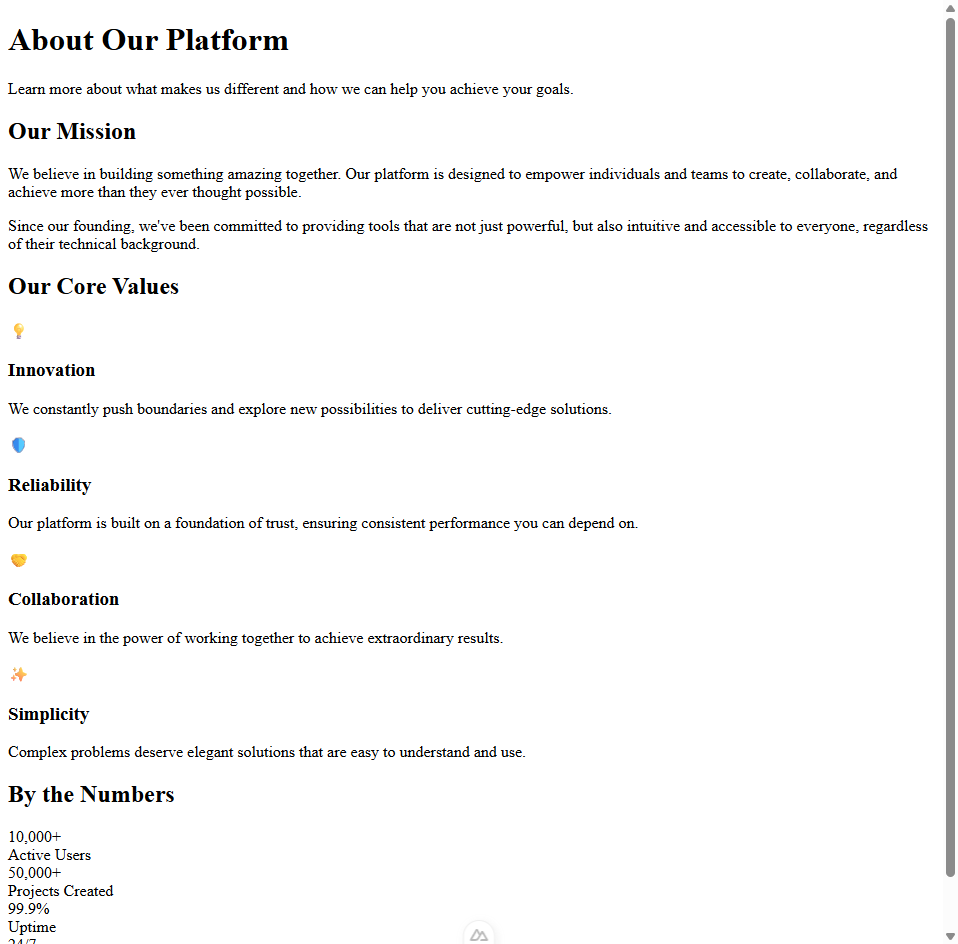 About Our Platform
Learn more about what makes us different and how we can help you achieve your goals.
Our Mission
We believe in building something amazing together. Our platform is designed to empower individuals and teams to create, collaborate, and
achieve more than they ever thought possible.
Since our founding, we've been committed to providing tools that are not just powerful, but also intuitive and accessible to everyone, regardless
of their technical background.
Our Core Values
Innovation
We constantly push boundaries and explore new possibilities to deliver cutting-edge solutions.
Reliability
Our platform is built on a foundation of trust, ensuring consistent performance you can depend on.
Collaboration
We believe in the power of working together to achieve extraordinary results.
Simplicity
Complex problems deserve elegant solutions that are easy to understand and use.
By the Numbers
10,000+
Active Users
50,000+
Projects Created
99.9%
Uptime
24/7